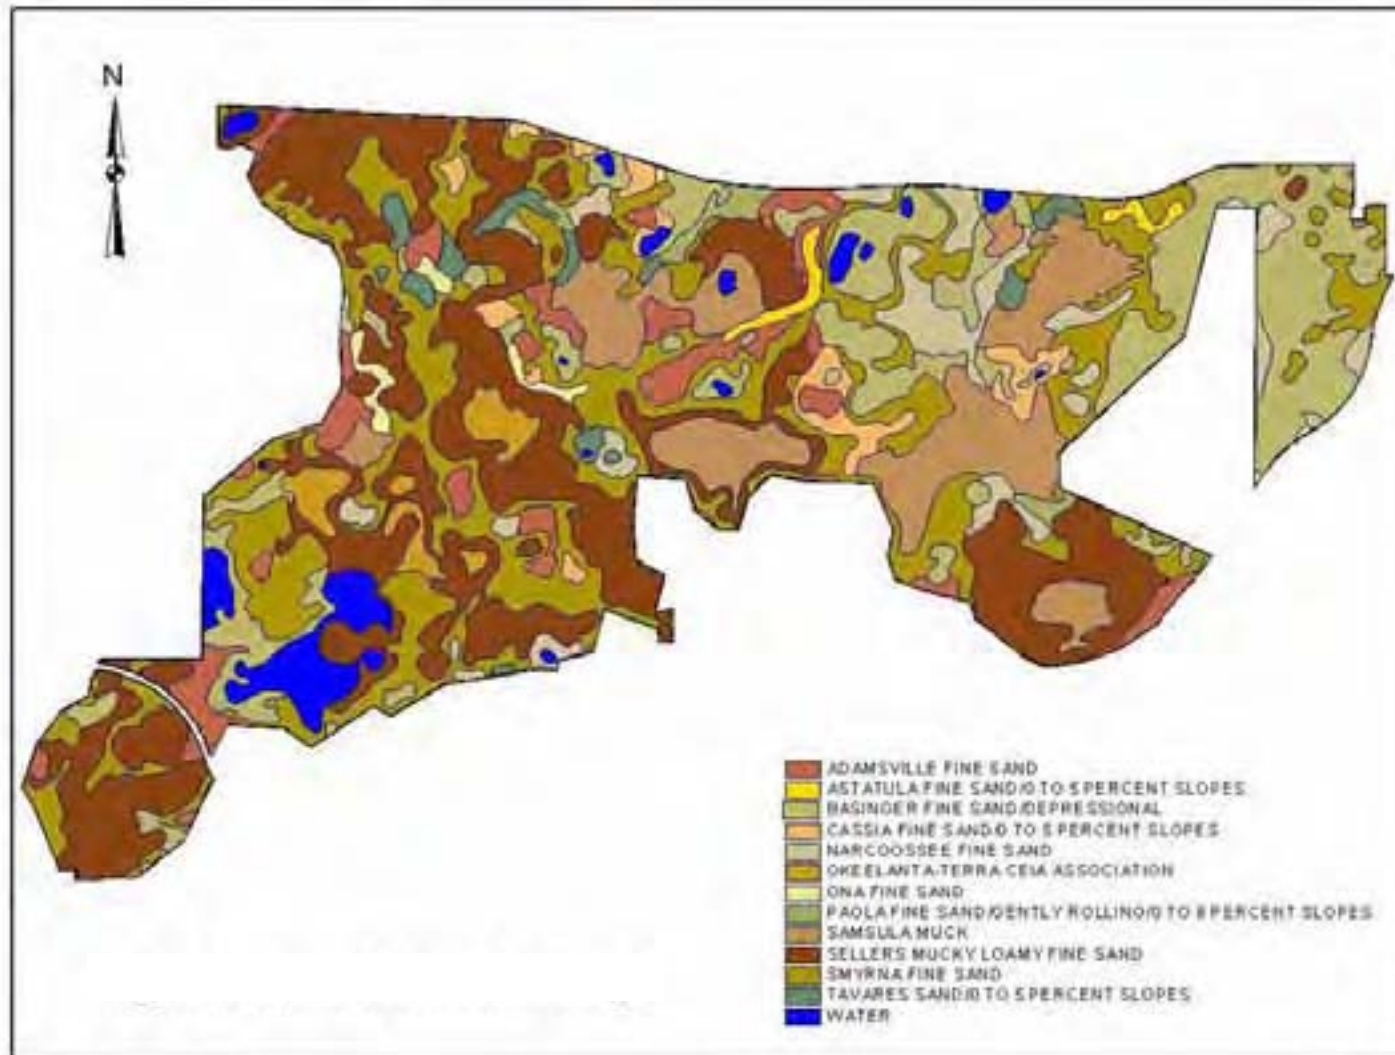 N
ADAMSVILLE FINE SAND
ASTATULA FINE SAND/0 TO 5 PERCENT SLOPES
BASINGER FINE SAND/DEPRESSIONAL
CASSIA FINE SAND/0 TO 5 PERCENT SLOPES
NARCOOSSEE FINE SAND
OKEELANTA-TERRA CEIA ASSOCIATION
ONA FINE SAND
PAOLA FINE SAND/GENTLY ROLLING/0 TO 8 PERCENT SLOPES
SAMSULA MUCK
SELLERS MUCKY LOAMY FINE SAND
SMYRNA FINE SAND
TAVARES SAND/0 TO 5 PERCENT SLOPES
WATER